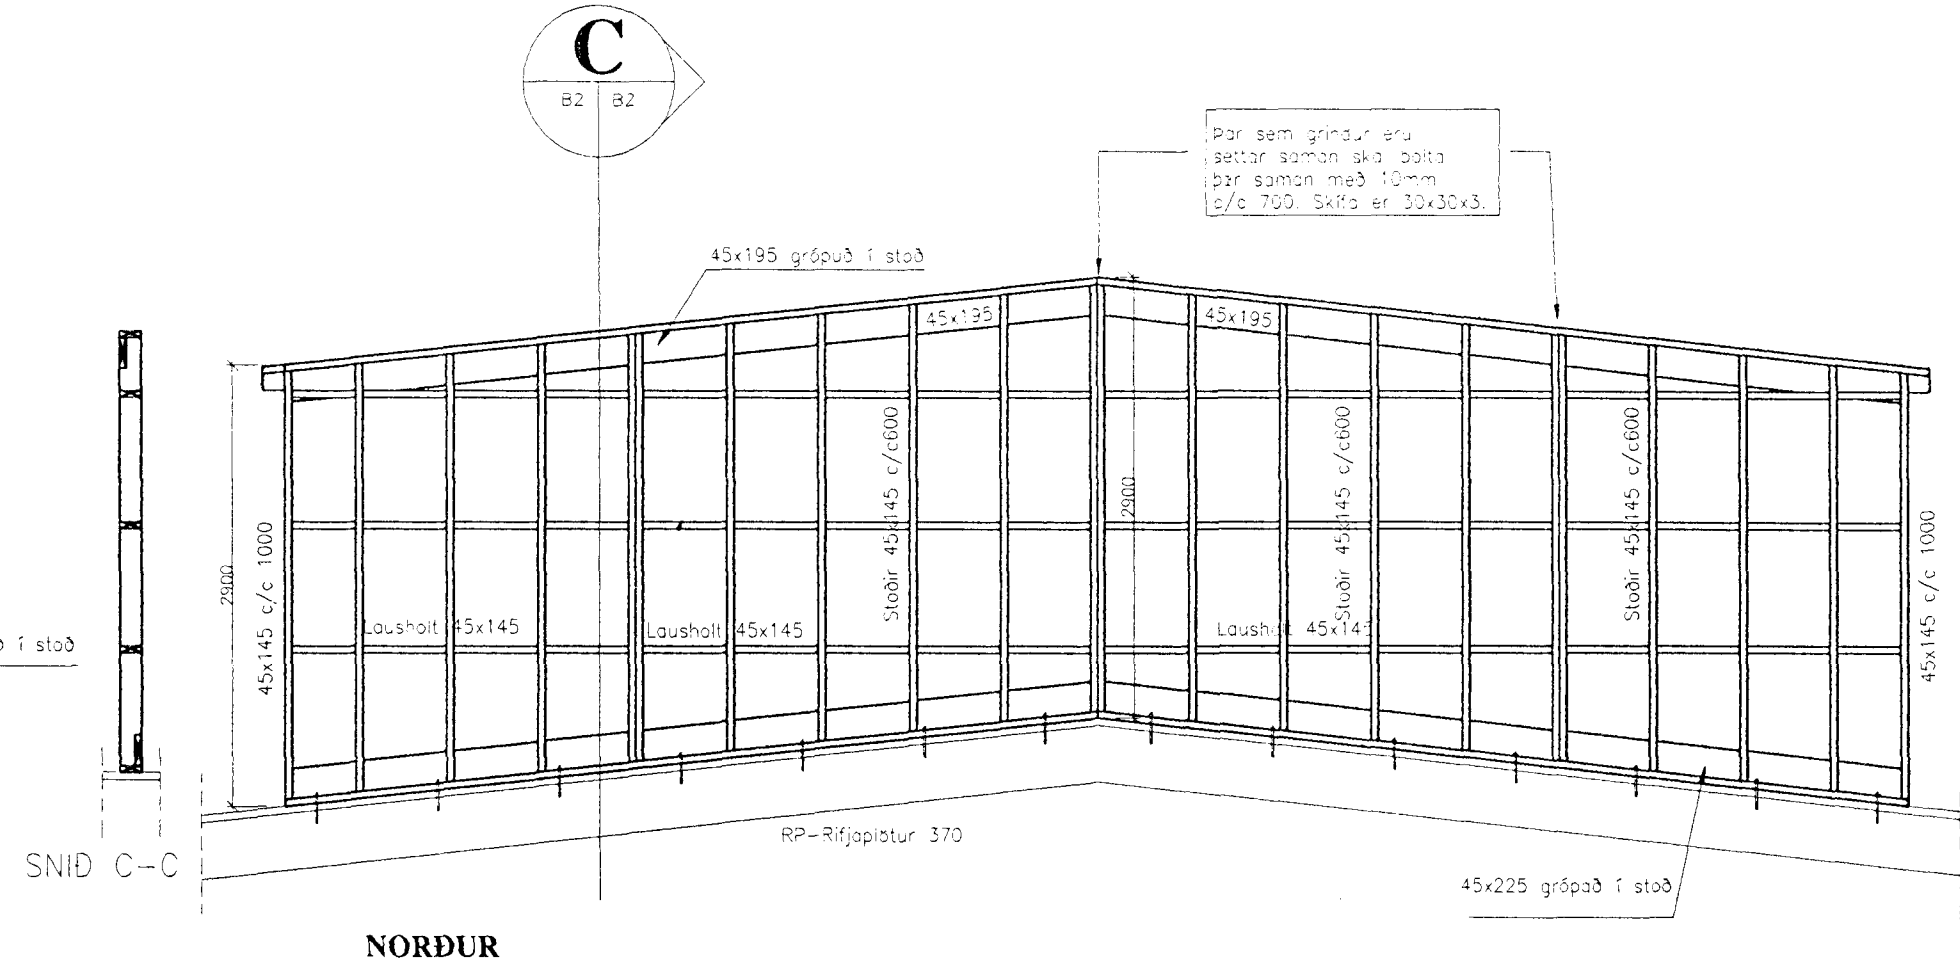 C
B2 B2
Þar sem grindur eru
settar saman skal bolta
þær saman með 10mm
c/c 700. Skífa er 30x30x3.
45x195 grópuð í stoð
45x195
45x195
Stoðir 45x145 c/c600
Stoðir 45x145 c/c600
Stoðir 45x145 c/c600
2900
2900
45x145 c/c 1000
45x145 c/c 1000
Lausholt 45x145
Lausholt 45x145
Lausholt 45x145
ð í stoð
RP-Rifjaplötur 370
SNIÐ C-C
45x225 grópað í stoð
NORÐUR